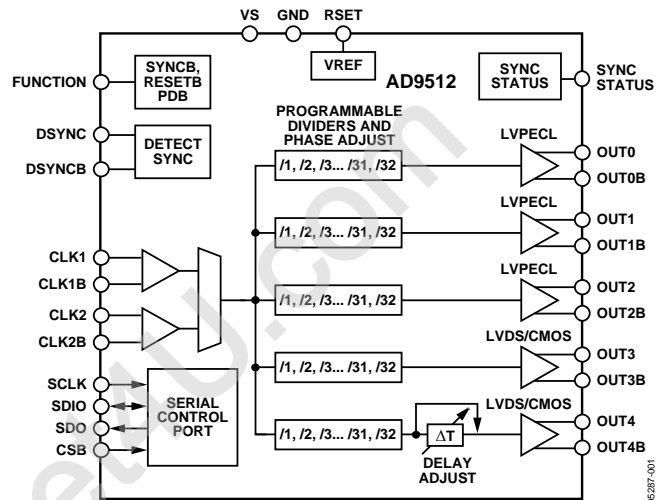 VS GND RSET
VREF
AD9512
FUNCTION
SYNCB,
RESETB
PDB
SYNC
STATUS
SYNC
STATUS
DSYNC
DSYNCB
DETECT
SYNC
PROGRAMMABLE
DIVIDERS AND
PHASE ADJUST
/1, /2, /3... /31, /32
LVPECL
OUT0
OUT0B
/1, /2, /3... /31, /32
LVPECL
OUT1
OUT1B
CLK1
CLK1B
CLK2
CLK2B
/1, /2, /3... /31, /32
LVPECL
OUT2
OUT2B
/1, /2, /3... /31, /32
LVDS/CMOS
OUT3
OUT3B
SCLK
SDIO
SDO
CSB
SERIAL
CONTROL
PORT
/1, /2, /3... /31, /32
ΔT
DELAY
ADJUST
LVDS/CMOS
OUT4
OUT4B
05287-001
et4U.com